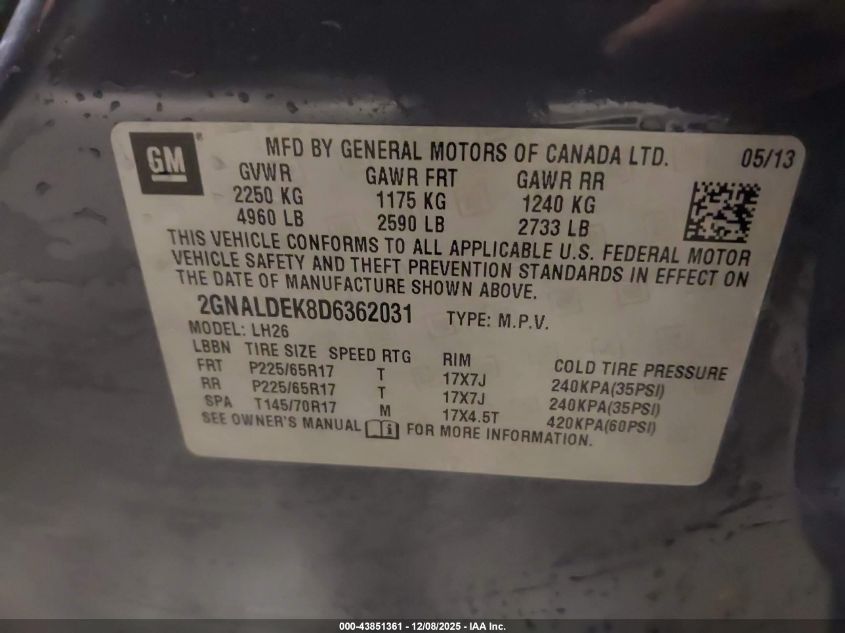 GM ® MFD BY GENERAL MOTORS OF CANADA LTD. 05/13
GVWR GAWR FRT GAWR RR
2250 KG 1175 KG 1240 KG
4960 LB 2590 LB 2733 LB
THIS VEHICLE CONFORMS TO ALL APPLICABLE U.S. FEDERAL MOTOR
VEHICLE SAFETY AND THEFT PREVENTION STANDARDS IN EFFECT ON
THE DATE OF MANUFACTURE SHOWN ABOVE.
2GNALDEK8D6362031 TYPE: M.P.V.
MODEL: LH26
LBBN TIRE SIZE SPEED RTG RIM COLD TIRE PRESSURE
FRT P225/65R17 T 17X7J 240KPA(35PSI)
RR P225/65R17 T 17X7J 240KPA(35PSI)
SPA T145/70R17 M 17X4.5T 420KPA(60PSI)
SEE OWNER'S MANUAL FOR MORE INFORMATION.
000-43851361 - 12/08/2025 - IAA Inc.